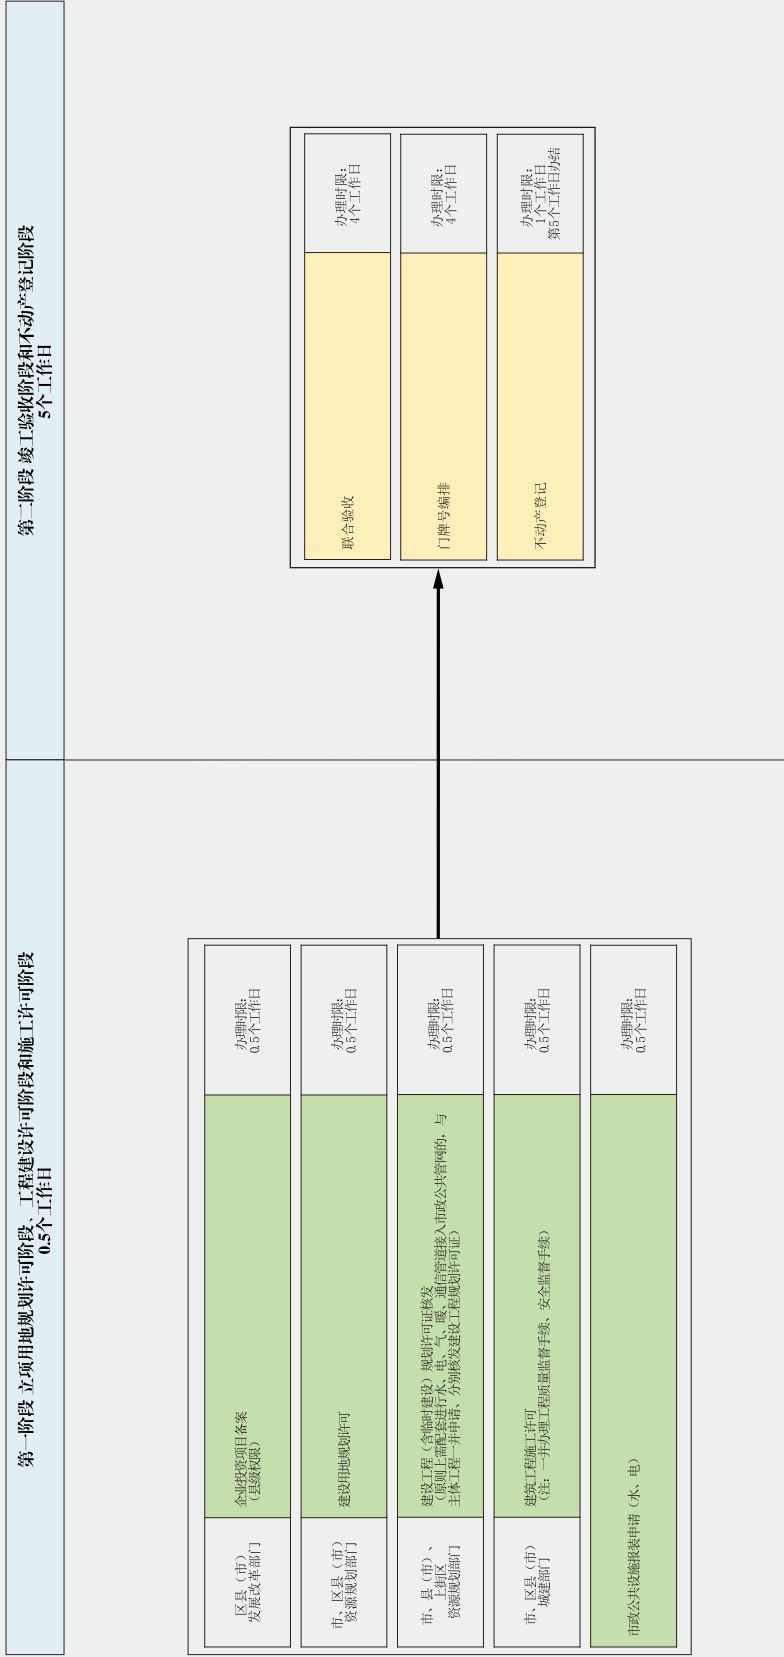 第一阶段 立项用地规划许可阶段、工程建设许可阶段和施工许可阶段
0.5个工作日
区县（市）
发展改革部门
企业投资项目备案
（县级权限）
办理时限：
0.5个工作日
市、区县（市）
资源规划部门
建设用地规划许可
办理时限：
0.5个工作日
市、县（市）、
上街区
资源规划部门
建设工程（含临时建设）规划许可证核发
（原则上需配套进行水、电、气、暖、通信管道接入市政公共管网的，与
主体工程一并申请、分别核发建设工程规划许可证）
办理时限：
0.5个工作日
市、区县（市）
城建部门
建筑工程施工许可
（注：一并办理工程质量监督手续、安全监督手续）
办理时限：
0.5个工作日
市政公共设施报装申请（水、电）
办理时限：
0.5个工作日
第二阶段 竣工验收阶段和不动产登记阶段
5个工作日
联合验收
办理时限：
4个工作日
门牌号编排
办理时限：
4个工作日
不动产登记
办理时限：
1个工作日
第5个工作日办结